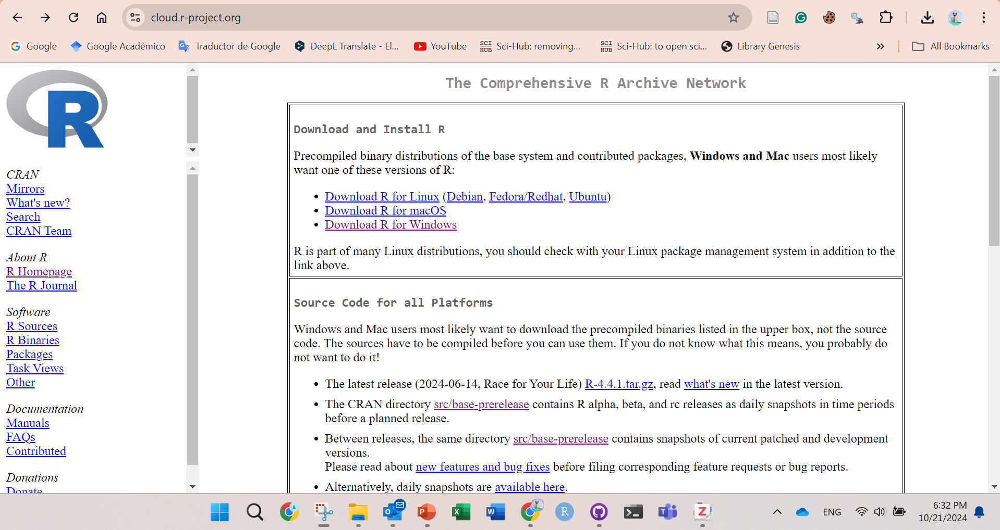 cloud.r-project.org
Google
Google Académico
Traductor de Google
DeepL Translate - El...
YouTube
SCI HUB
Sci-Hub: removing...
SCI HUB
Sci-Hub: to open sci...
Library Genesis
All Bookmarks
R
CRAN
Mirrors
What's new?
Search
CRAN Team
About R
R Homepage
The R Journal
Software
R Sources
R Binaries
Packages
Task Views
Other
Documentation
Manuals
FAQs
Contributed
Donations
Donate
The Comprehensive R Archive Network
Download and Install R
Precompiled binary distributions of the base system and contributed packages, Windows and Mac users most likely
want one of these versions of R:
• Download R for Linux (Debian, Fedora/Redhat, Ubuntu)
• Download R for macOS
• Download R for Windows
R is part of many Linux distributions, you should check with your Linux package management system in addition to the
link above.
Source Code for all Platforms
Windows and Mac users most likely want to download the precompiled binaries listed in the upper box, not the source
code. The sources have to be compiled before you can use them. If you do not know what this means, you probably do
not want to do it!
• The latest release (2024-06-14, Race for Your Life) R-4.4.1.tar.gz, read what's new in the latest version.
• The CRAN directory src/base-prerelease contains R alpha, beta, and rc releases as daily snapshots in time periods
before a planned release.
• Between releases, the same directory src/base-prerelease contains snapshots of current patched and development
versions.
Please read about new features and bug fixes before filing corresponding feature requests or bug reports.
• Alternatively, daily snapshots are available here.
ENG
6:32 PM
10/21/2024